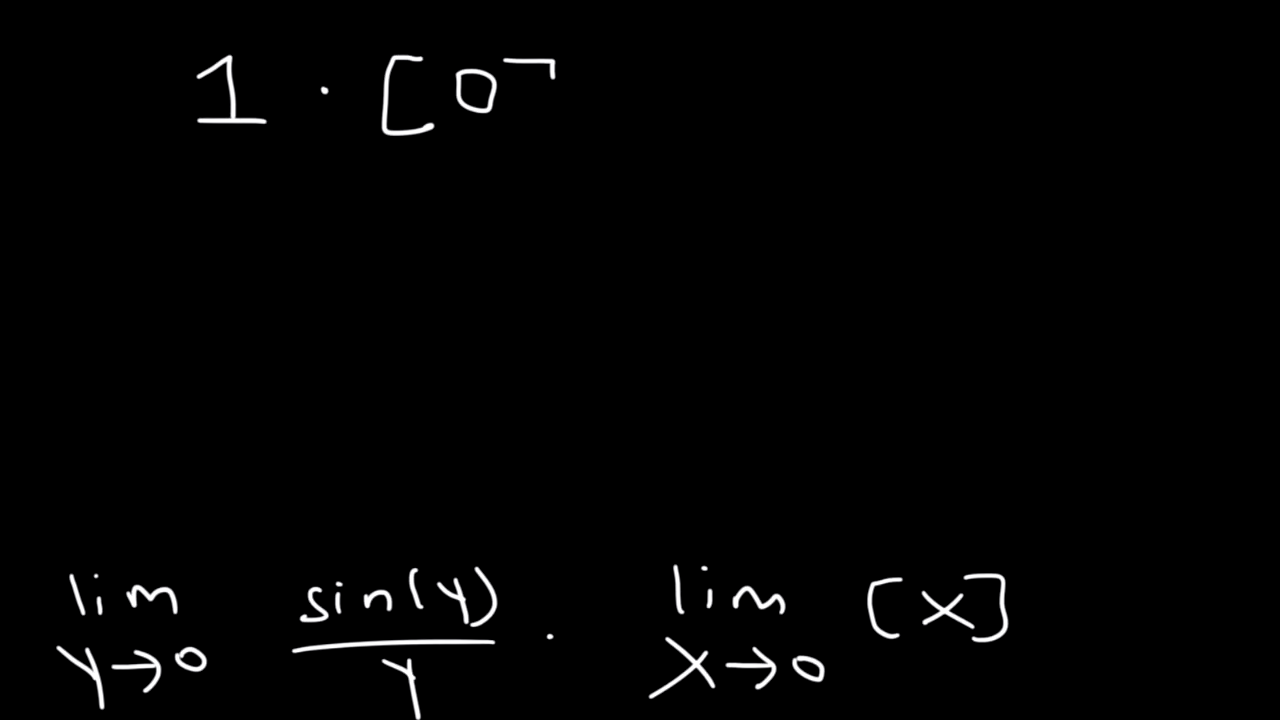 1 · [0
lim sin(y) · lim [x]
y→0 y x→0